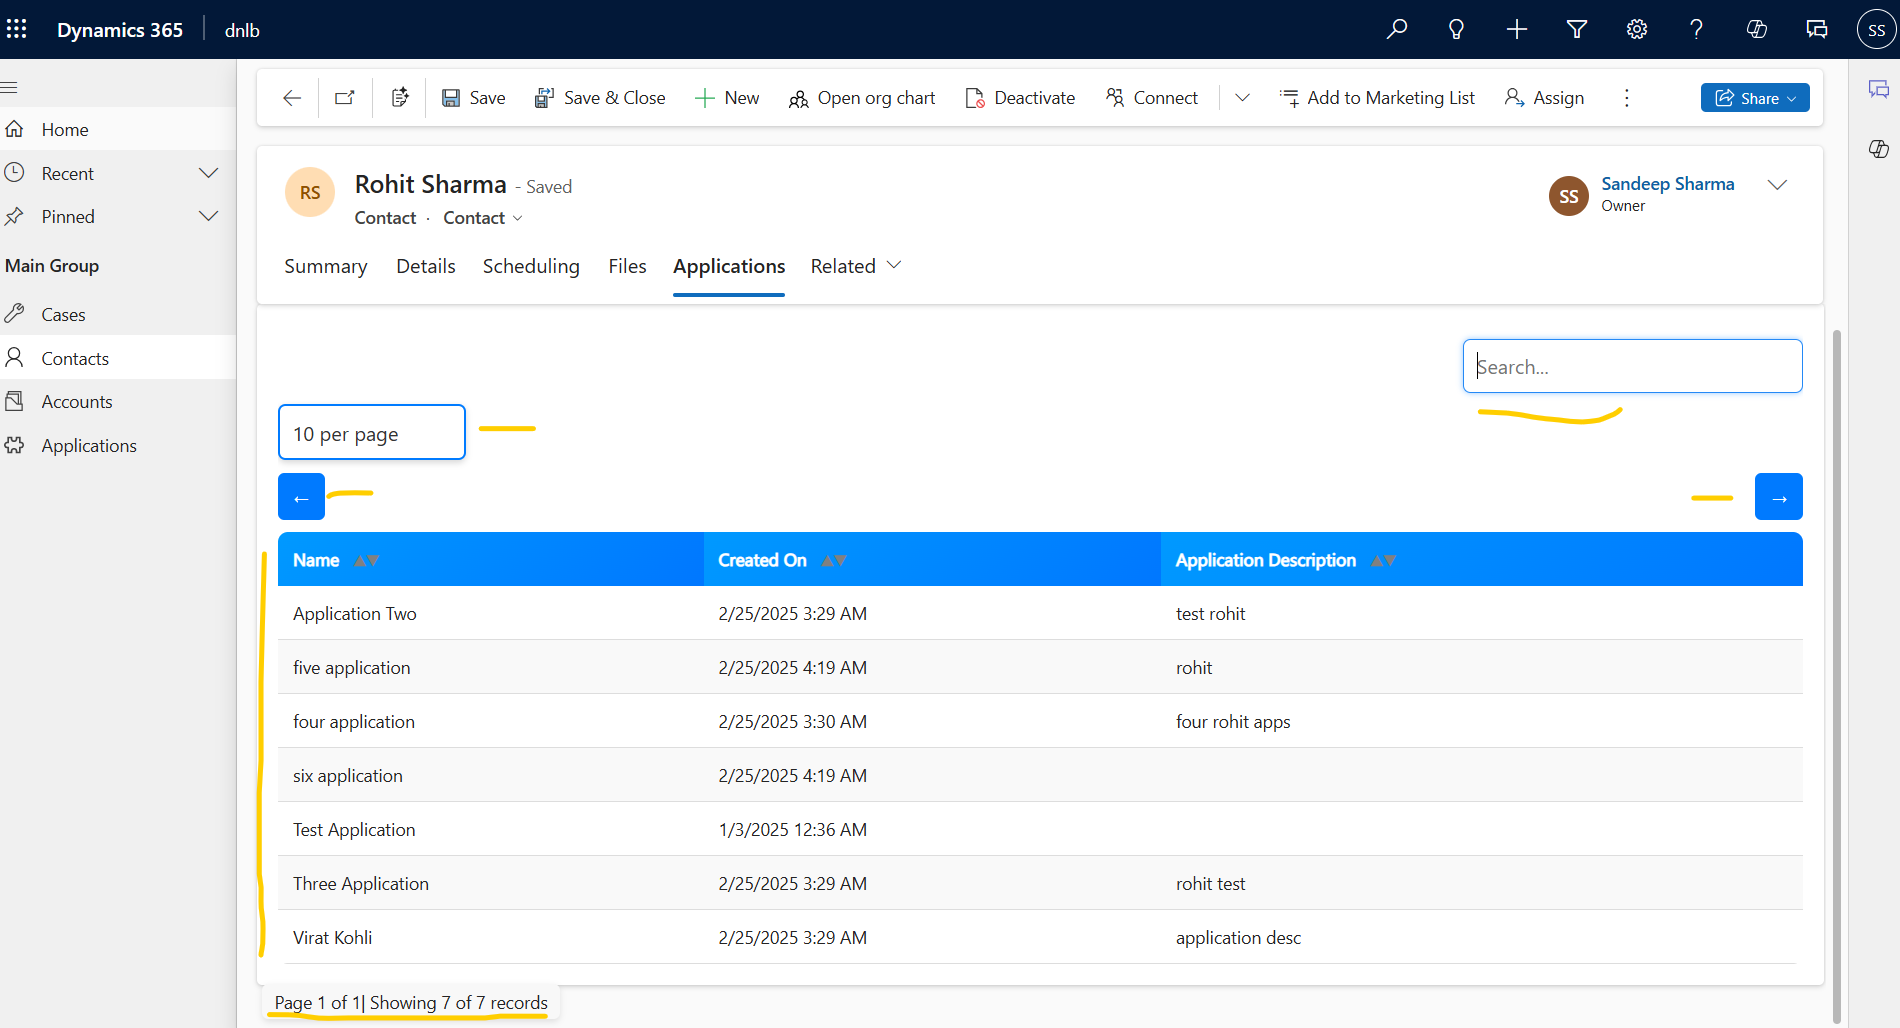 Dynamics 365 dnlb SS
Save Save & Close New Open org chart Deactivate Connect Add to Marketing List Assign Share
Home
Recent
Pinned
Main Group
Cases
Contacts
Accounts
Applications
RS Rohit Sharma - Saved
Contact · Contact
SS Sandeep Sharma
Owner
Summary Details Scheduling Files Applications Related
Search...
10 per page
← →
Name ▲▼ Created On ▲▼ Application Description ▲▼
Application Two 2/25/2025 3:29 AM test rohit
five application 2/25/2025 4:19 AM rohit
four application 2/25/2025 3:30 AM four rohit apps
six application 2/25/2025 4:19 AM
Test Application 1/3/2025 12:36 AM
Three Application 2/25/2025 3:29 AM rohit test
Virat Kohli 2/25/2025 3:29 AM application desc
Page 1 of 1| Showing 7 of 7 records